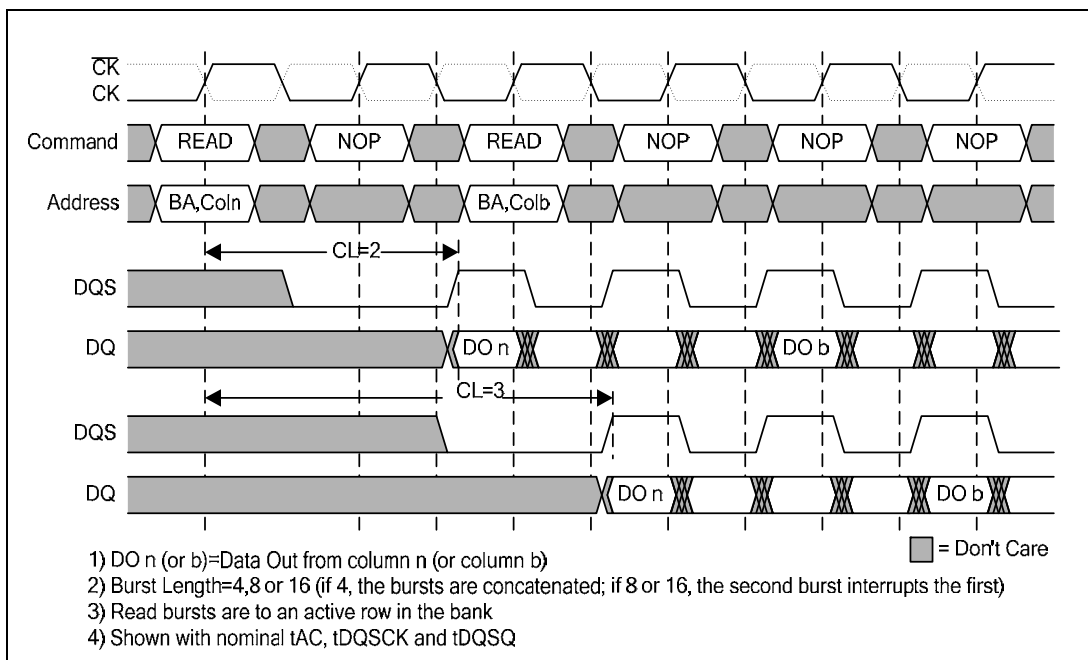 CK
CK
Command READ NOP READ NOP NOP NOP
Address BA,Coln BA,Colb
CL=2
DQS
DQ DO n DO b
CL=3
DQS
DQ DO n DO b
1) DO n (or b)=Data Out from column n (or column b)
= Don't Care
2) Burst Length=4,8 or 16 (if 4, the bursts are concatenated; if 8 or 16, the second burst interrupts the first)
3) Read bursts are to an active row in the bank
4) Shown with nominal tAC, tDQSCK and tDQSQ